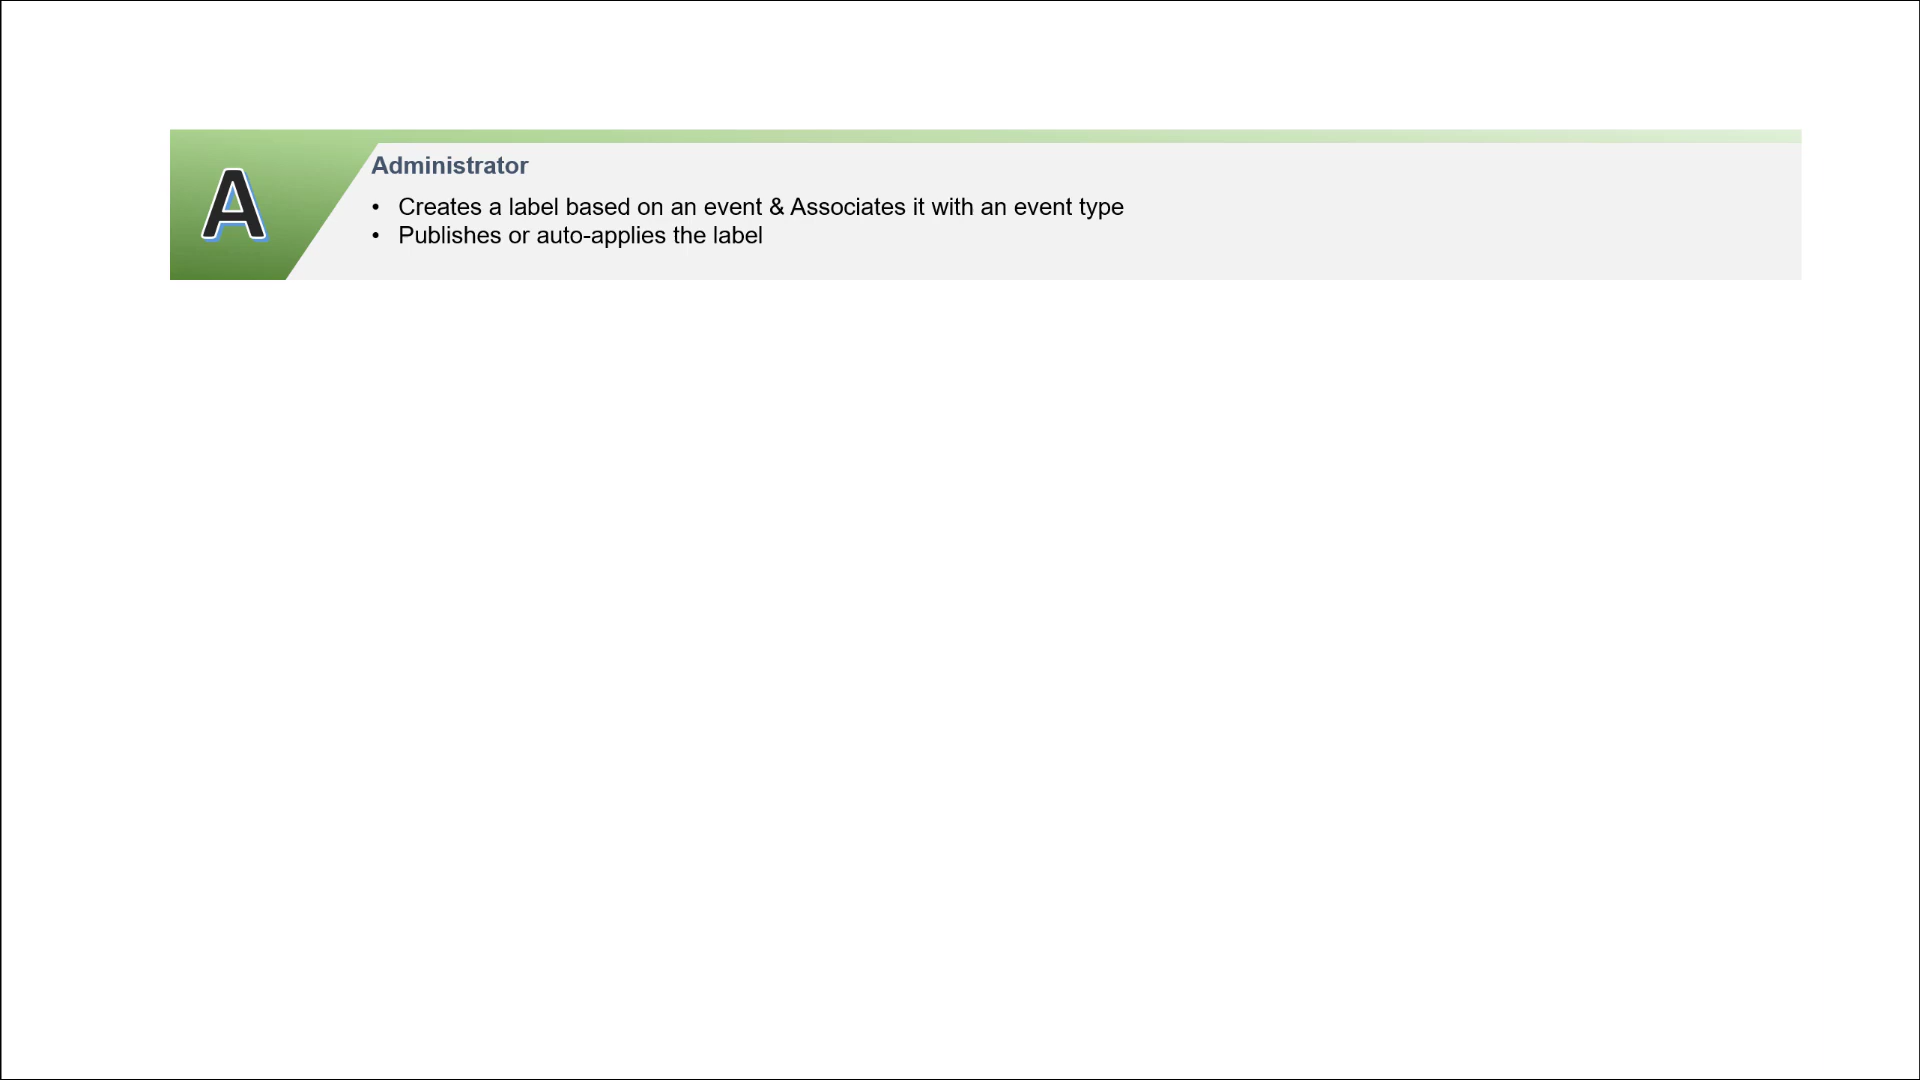 A
Administrator
• Creates a label based on an event & Associates it with an event type
• Publishes or auto-applies the label